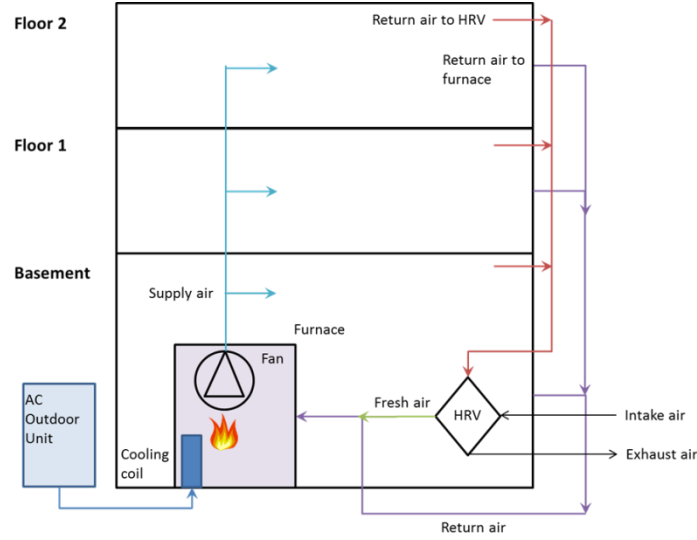 Floor 2
Return air to HRV
Return air to
furnace
Floor 1
Basement
Supply air
Furnace
Fan
AC
Outdoor
Unit
Cooling
coil
Fresh air
HRV
Intake air
Exhaust air
Return air